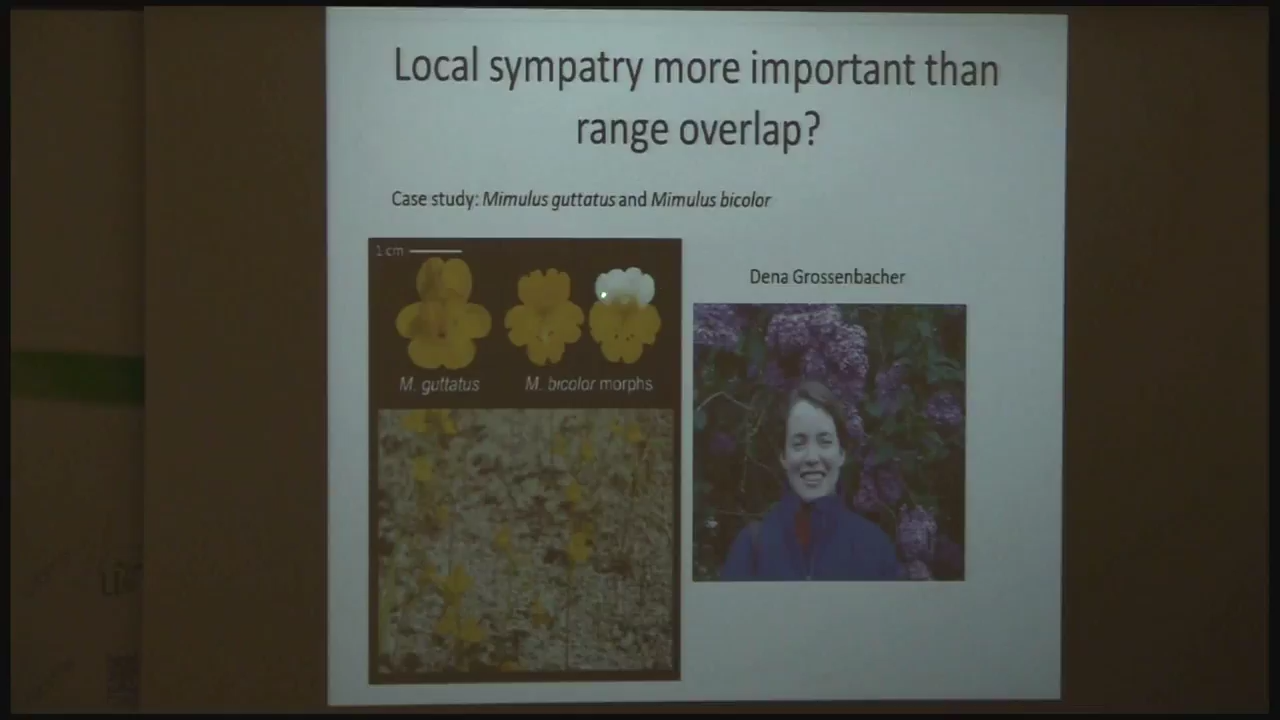 Local sympatry more important than
range overlap?
Case study: Mimulus guttatus and Mimulus bicolor
1 cm
M. guttatus
M. bicolor morphs
Dena Grossenbacher